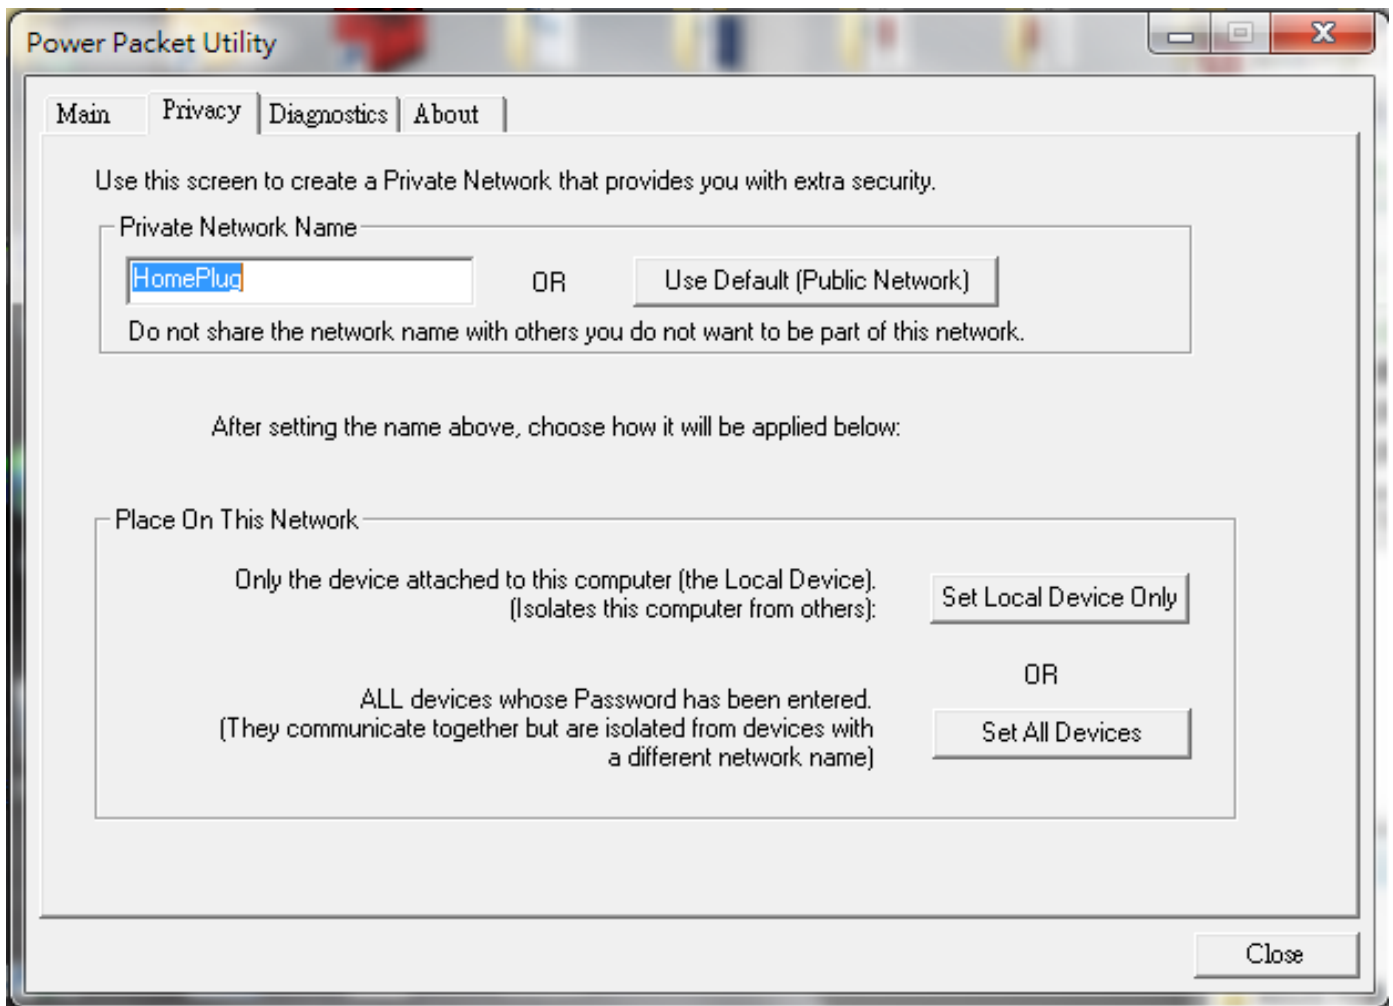 Power Packet Utility
Main Privacy Diagnostics About
Use this screen to create a Private Network that provides you with extra security.
Private Network Name
HomePlug OR Use Default (Public Network)
Do not share the network name with others you do not want to be part of this network.
After setting the name above, choose how it will be applied below:
Place On This Network
Only the device attached to this computer (the Local Device).
(Isolates this computer from others):
Set Local Device Only
OR
ALL devices whose Password has been entered.
(They communicate together but are isolated from devices with
a different network name)
Set All Devices
Close